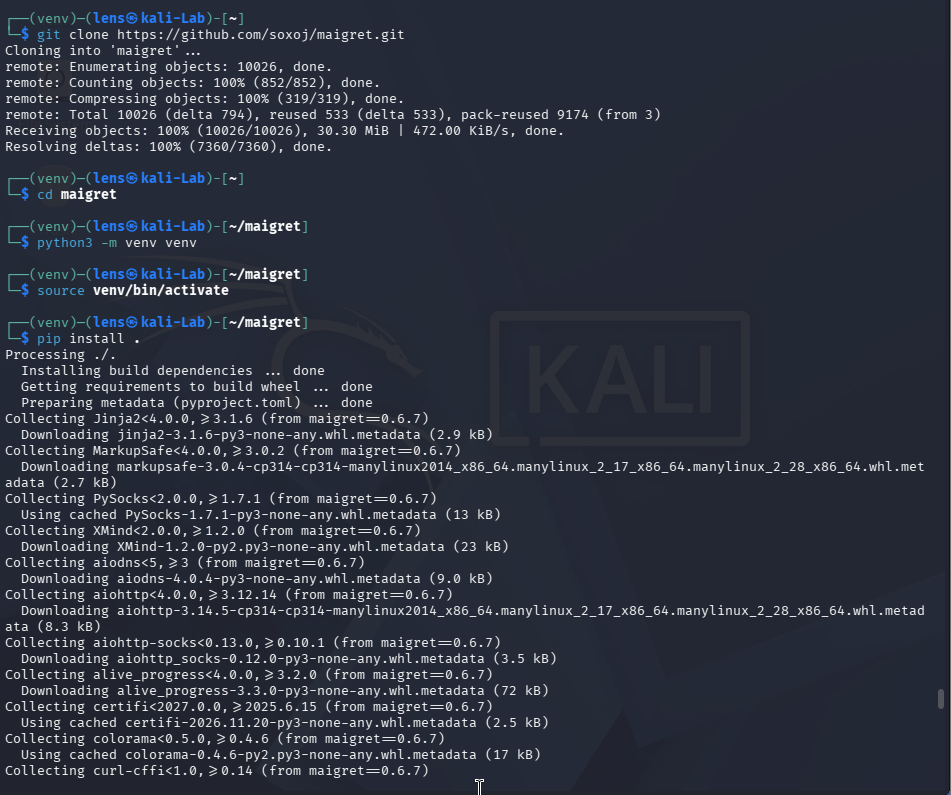 ┌──(venv)─(lens㉿kali-Lab)-[~]
└─$ git clone https://github.com/soxoj/maigret.git
Cloning into 'maigret'...
remote: Enumerating objects: 10026, done.
remote: Counting objects: 100% (852/852), done.
remote: Compressing objects: 100% (319/319), done.
remote: Total 10026 (delta 794), reused 533 (delta 533), pack-reused 9174 (from 3)
Receiving objects: 100% (10026/10026), 30.30 MiB | 472.00 KiB/s, done.
Resolving deltas: 100% (7360/7360), done.
┌──(venv)─(lens㉿kali-Lab)-[~]
└─$ cd maigret
┌──(venv)─(lens㉿kali-Lab)-[~/maigret]
└─$ python3 -m venv venv
┌──(venv)─(lens㉿kali-Lab)-[~/maigret]
└─$ source venv/bin/activate
┌──(venv)─(lens㉿kali-Lab)-[~/maigret]
└─$ pip install .
Processing ./.
  Installing build dependencies ... done
  Getting requirements to build wheel ... done
  Preparing metadata (pyproject.toml) ... done
Collecting Jinja2<4.0.0,>=3.1.6 (from maigret==0.6.7)
  Downloading jinja2-3.1.6-py3-none-any.whl.metadata (2.9 kB)
Collecting MarkupSafe<4.0.0,>=3.0.2 (from maigret==0.6.7)
  Downloading markupsafe-3.0.4-cp314-cp314-manylinux2014_x86_64.manylinux_2_17_x86_64.manylinux_2_28_x86_64.whl.met
adata (2.7 kB)
Collecting PySocks<2.0.0,>=1.7.1 (from maigret==0.6.7)
  Using cached PySocks-1.7.1-py3-none-any.whl.metadata (13 kB)
Collecting XMind<2.0.0,>=1.2.0 (from maigret==0.6.7)
  Downloading XMind-1.2.0-py2.py3-none-any.whl.metadata (23 kB)
Collecting aiodns<5,>=3 (from maigret==0.6.7)
  Downloading aiodns-4.0.4-py3-none-any.whl.metadata (9.0 kB)
Collecting aiohttp<4.0.0,>=3.12.14 (from maigret==0.6.7)
  Downloading aiohttp-3.14.5-cp314-cp314-manylinux2014_x86_64.manylinux_2_17_x86_64.manylinux_2_28_x86_64.whl.metad
ata (8.3 kB)
Collecting aiohttp-socks<0.13.0,>=0.10.1 (from maigret==0.6.7)
  Downloading aiohttp_socks-0.12.0-py3-none-any.whl.metadata (3.5 kB)
Collecting alive_progress<4.0.0,>=3.2.0 (from maigret==0.6.7)
  Downloading alive_progress-3.3.0-py3-none-any.whl.metadata (72 kB)
Collecting certifi<2027.0.0,>=2025.6.15 (from maigret==0.6.7)
  Using cached certifi-2026.11.20-py3-none-any.whl.metadata (2.5 kB)
Collecting colorama<0.5.0,>=0.4.6 (from maigret==0.6.7)
  Using cached colorama-0.4.6-py2.py3-none-any.whl.metadata (17 kB)
Collecting curl-cffi<1.0,>=0.14 (from maigret==0.6.7)
KALI